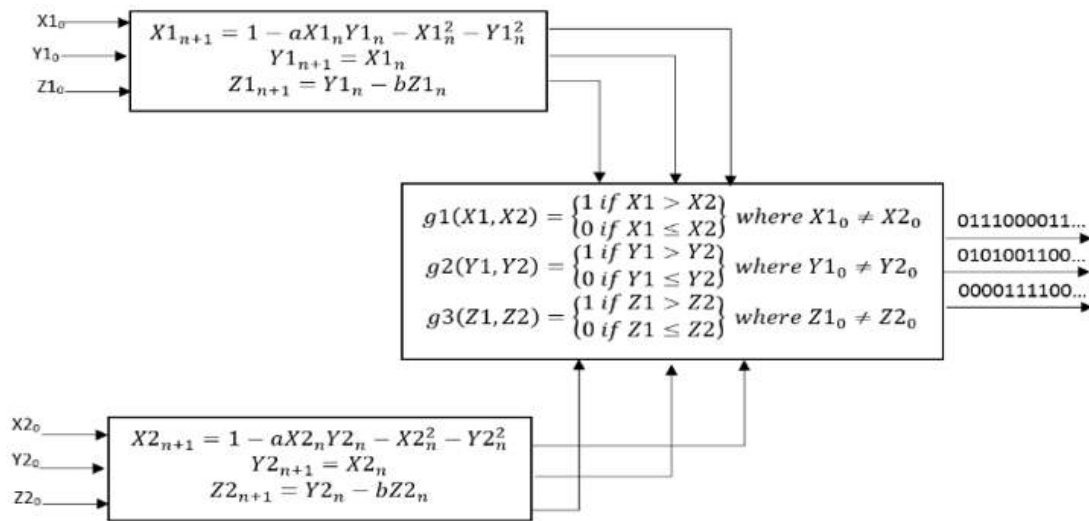 X1₀
Y1₀
Z1₀
X1ₙ₊₁ = 1 − aX1ₙY1ₙ − X1ₙ² − Y1ₙ²
Y1ₙ₊₁ = X1ₙ
Z1ₙ₊₁ = Y1ₙ − bZ1ₙ
g1(X1, X2) = {1 if X1 > X2
0 if X1 ≤ X2} where X1₀ ≠ X2₀
g2(Y1, Y2) = {1 if Y1 > Y2
0 if Y1 ≤ Y2} where Y1₀ ≠ Y2₀
g3(Z1, Z2) = {1 if Z1 > Z2
0 if Z1 ≤ Z2} where Z1₀ ≠ Z2₀
0111000011...
0101001100...
0000111100...
X2₀
Y2₀
Z2₀
X2ₙ₊₁ = 1 − aX2ₙY2ₙ − X2ₙ² − Y2ₙ²
Y2ₙ₊₁ = X2ₙ
Z2ₙ₊₁ = Y2ₙ − bZ2ₙ